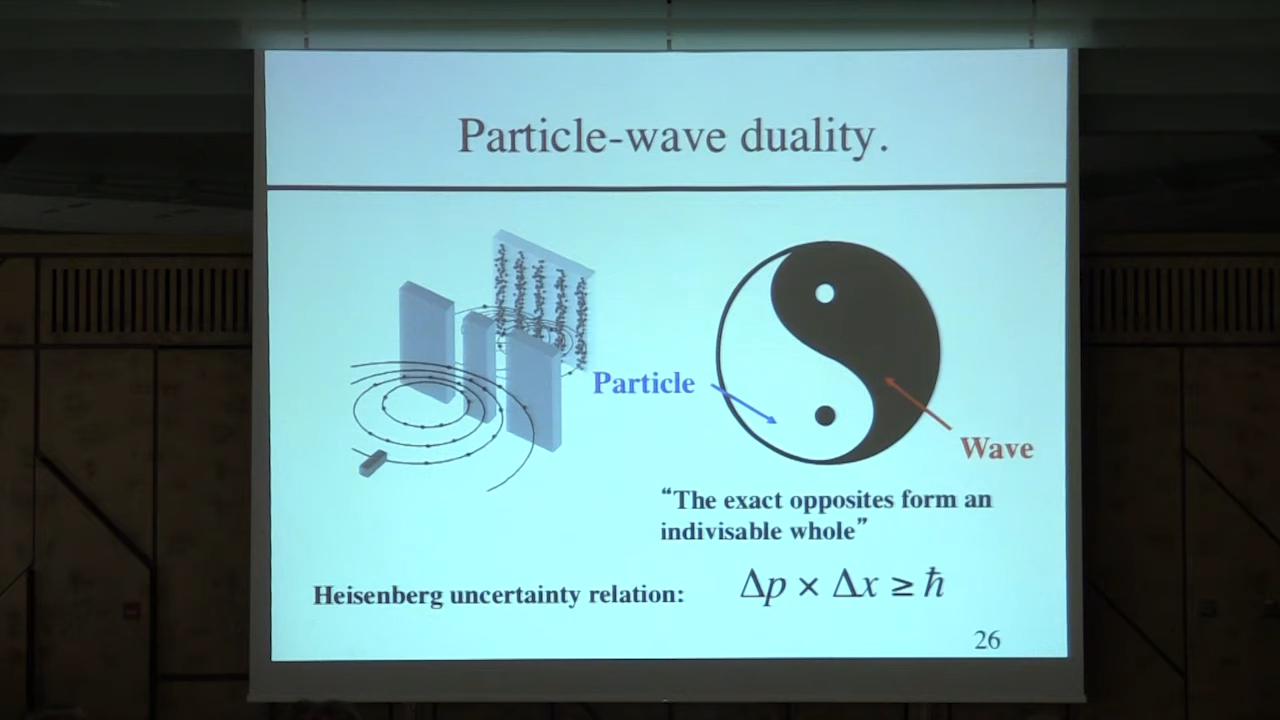 Particle-wave duality.
Particle
Wave
“The exact opposites form an
indivisable whole”
Heisenberg uncertainty relation: Δp × Δx ≥ ℏ
26